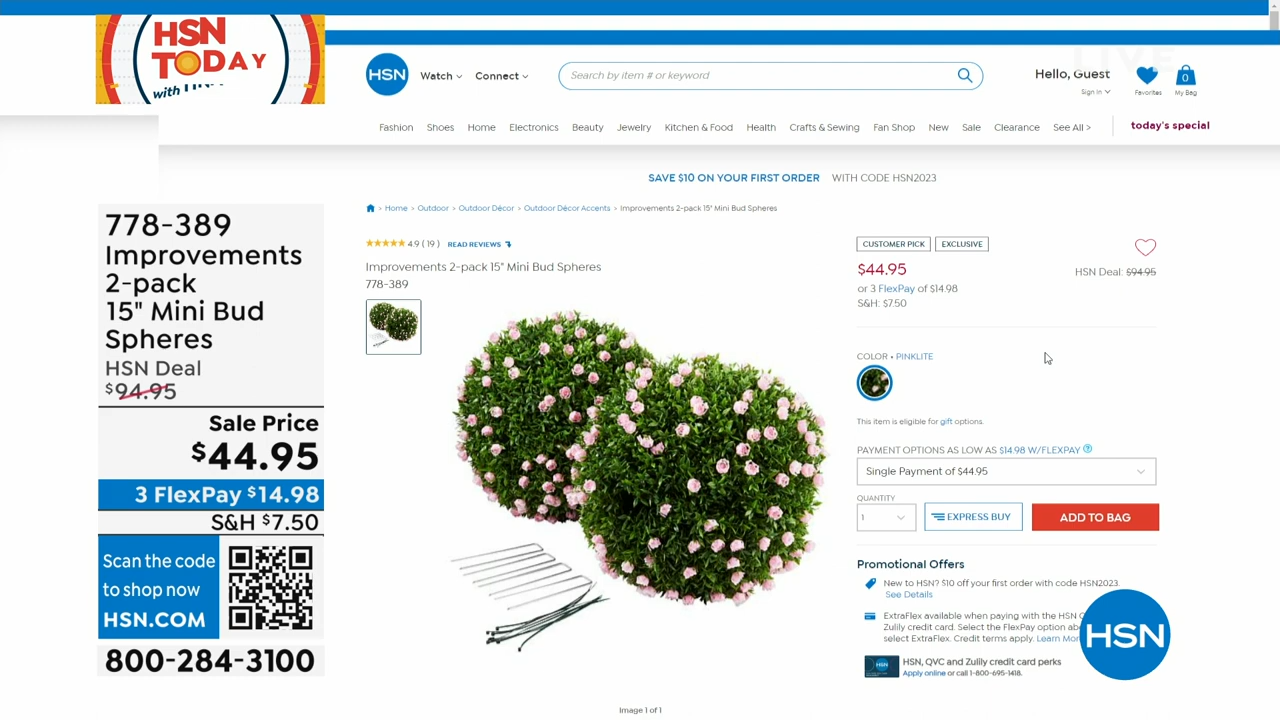 HSN
TODAY
with
LIVE
HSN
Watch
Connect
Search by item # or keyword
Hello, Guest
Sign In
Favorites
0
My Bag
Fashion
Shoes
Home
Electronics
Beauty
Jewelry
Kitchen & Food
Health
Crafts & Sewing
Fan Shop
New
Sale
Clearance
See All >
today's special
SAVE $10 ON YOUR FIRST ORDER WITH CODE HSN2023
> Home > Outdoor > Outdoor Décor > Outdoor Décor Accents > Improvements 2-pack 15" Mini Bud Spheres
778-389
Improvements
2-pack
15" Mini Bud
Spheres
HSN Deal
$94.95
Sale Price
$44.95
3 FlexPay $14.98
S&H $7.50
Scan the code
to shop now
HSN.COM
800-284-3100
4.9 ( 19 ) READ REVIEWS
Improvements 2-pack 15" Mini Bud Spheres
778-389
CUSTOMER PICK
EXCLUSIVE
$44.95
HSN Deal: $94.95
or 3 FlexPay of $14.98
S&H: $7.50
COLOR • PINKLITE
This item is eligible for gift options.
PAYMENT OPTIONS AS LOW AS $14.98 W/FLEXPAY
Single Payment of $44.95
QUANTITY
1
EXPRESS BUY
ADD TO BAG
Promotional Offers
New to HSN? $10 off your first order with code HSN2023.
See Details
ExtraFlex available when paying with the HSN
Zulily credit card. Select the FlexPay option
select ExtraFlex. Credit terms apply. Learn
HSN
HSN
HSN, QVC and Zulily credit card perks
Apply online or call 1-800-695-1418.
Image 1 of 1